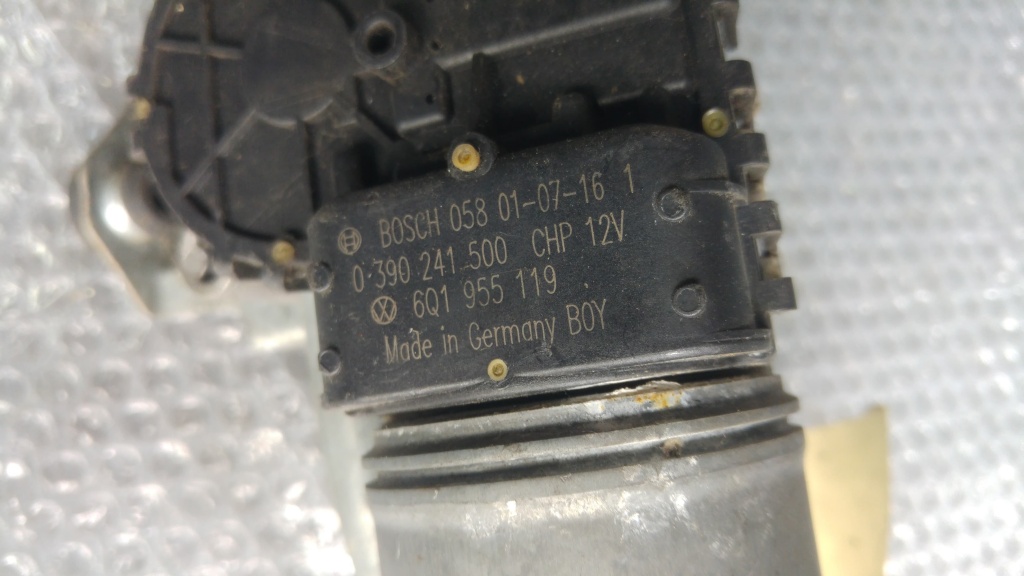 BOSCH 058 01-07-16 1
0 390 241 500 CHP 12V
6Q1 955 119
Made in Germany BOY